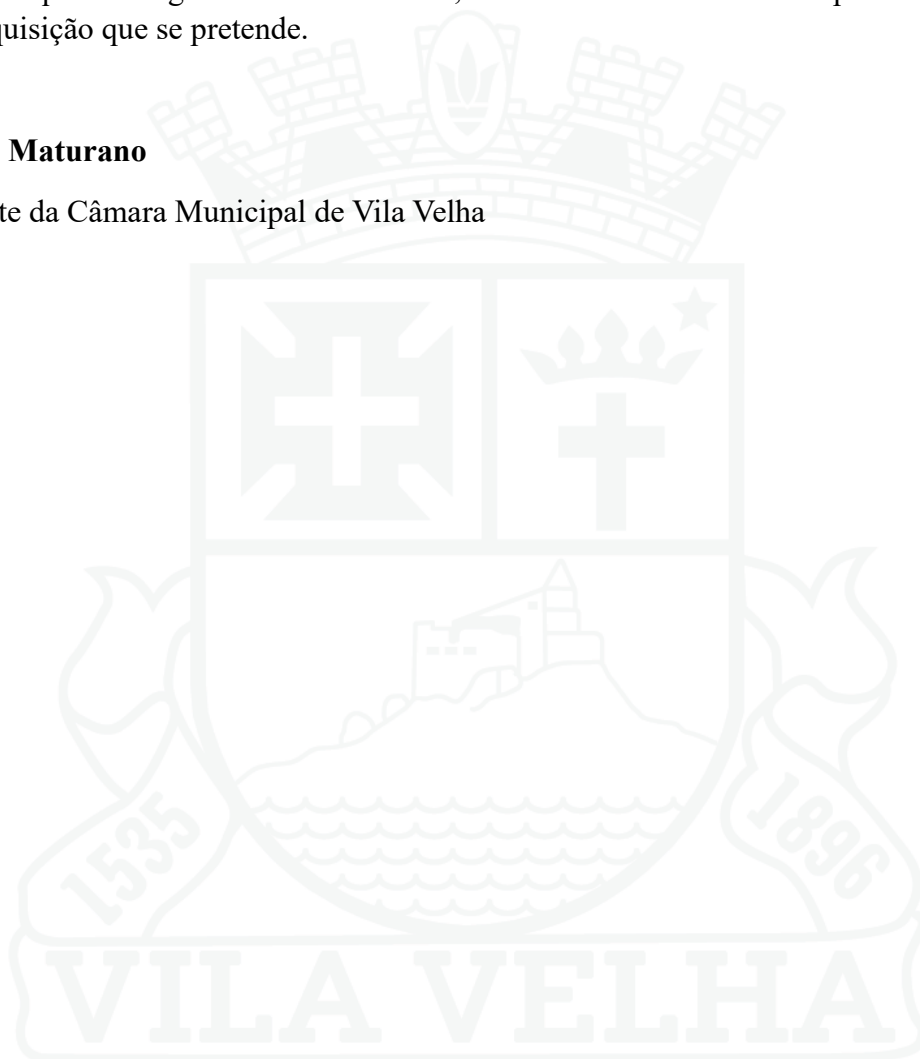 quisição que se pretende.
Maturano
te da Câmara Municipal de Vila Velha
1535
1896
VILA VELHA